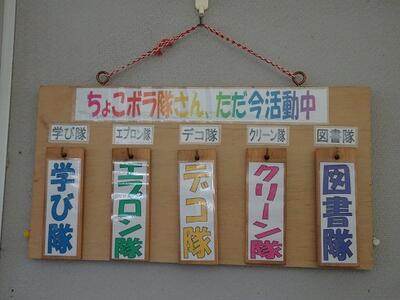 ちょこボラ隊さん、ただ今活動中
学び隊
エプロン隊
デコ隊
クリーン隊
図書隊
学び隊
エプロン隊
デコ隊
クリーン隊
図書隊